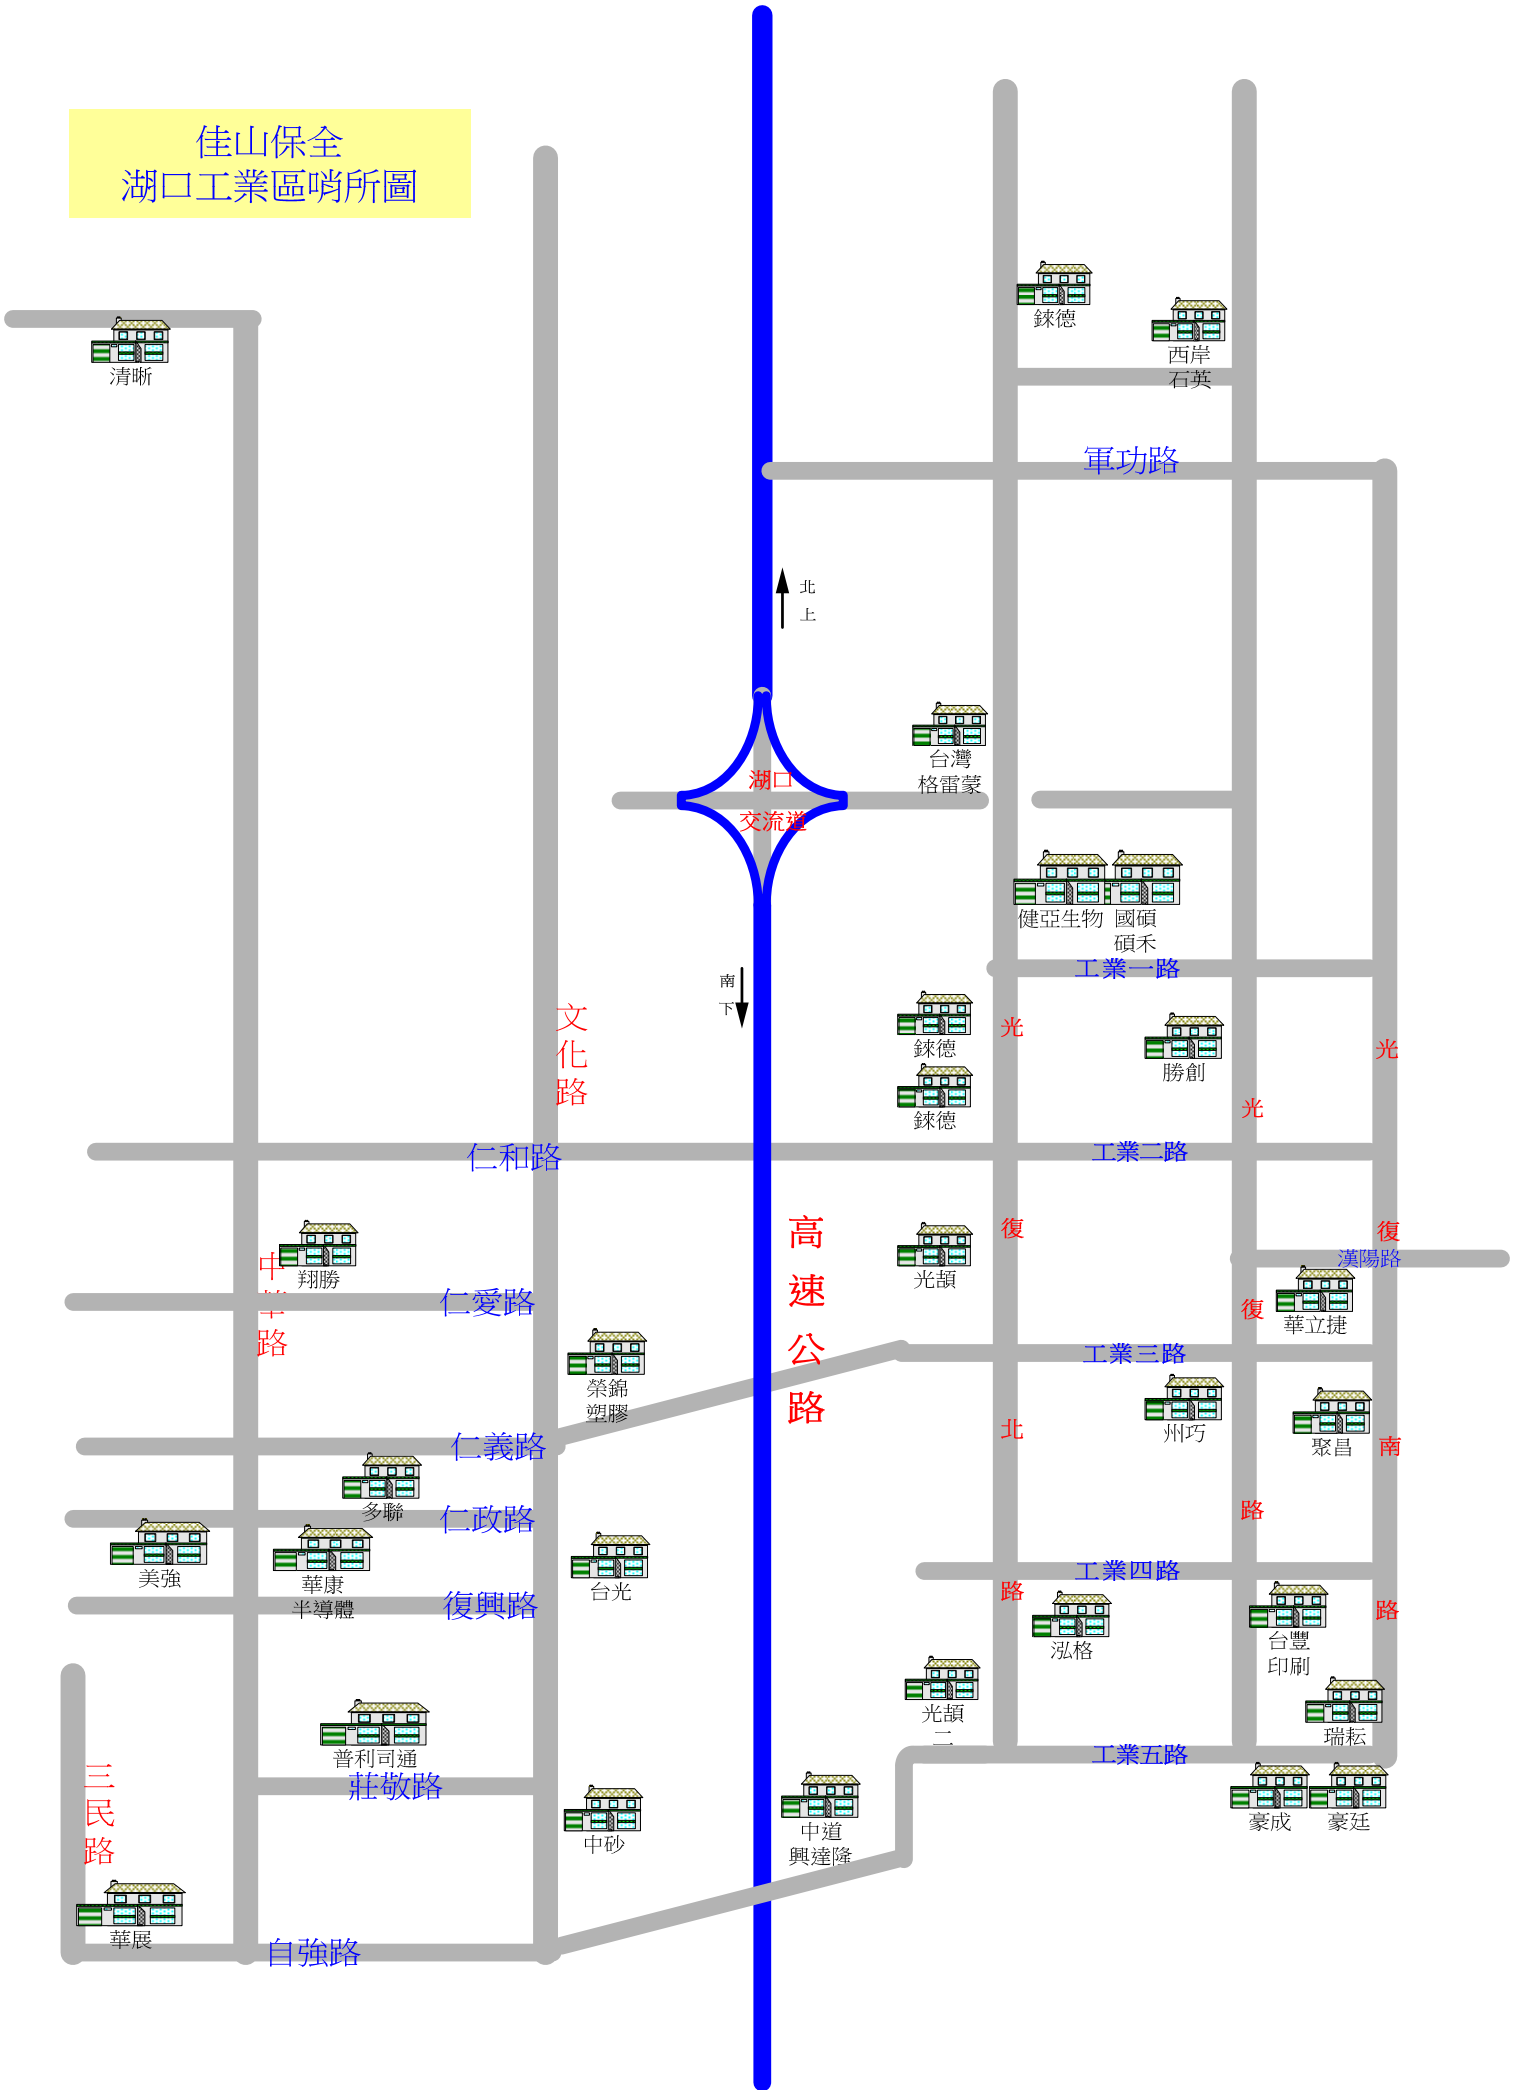 佳山保全
湖口工業區哨所圖
錸德
西岸
石英
清晰
軍功路
北
上
台灣
格雷蒙
湖口
交流道
健亞生物
國碩
碩禾
工業一路
南
下
文
化
路
錸德
錸德
勝創
光
復
北
路
光
復
路
光
復
南
路
仁和路
工業二路
高
速
公
路
翔勝
中
華
路
光頡
漢陽路
華立捷
仁愛路
榮錦
塑膠
工業三路
州巧
聚昌
仁義路
多聯
仁政路
美強
華康
半導體
台光
工業四路
泓格
台豐
印刷
復興路
光頡
二
瑞耘
普利司通
工業五路
莊敬路
三
民
路
中砂
中道
興達隆
豪成
豪廷
華展
自強路